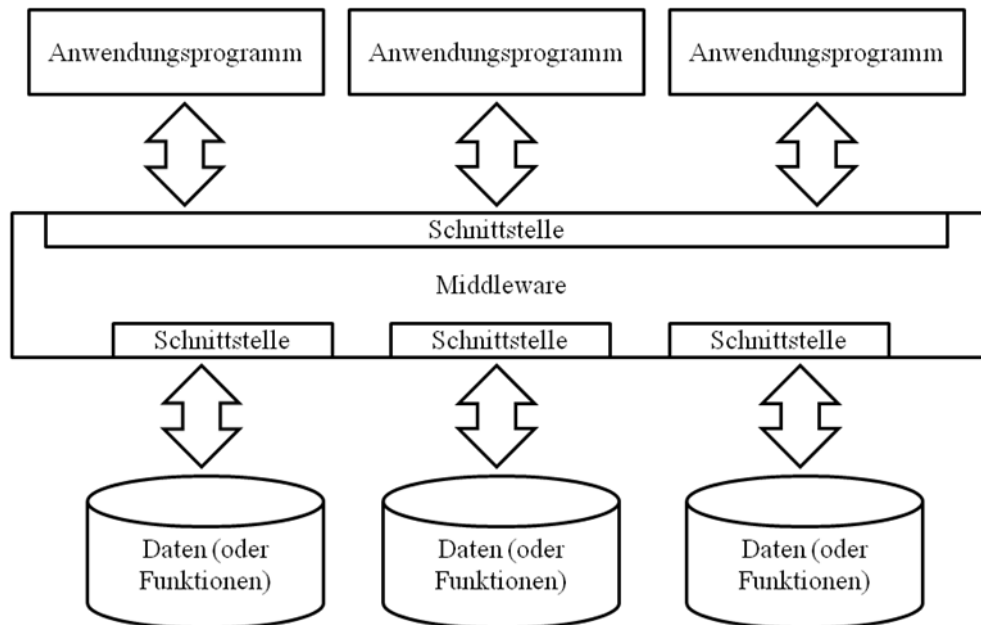 Anwendungsprogramm Anwendungsprogramm Anwendungsprogramm
Schnittstelle
Middleware
Schnittstelle Schnittstelle Schnittstelle
Daten (oder
Funktionen)
Daten (oder
Funktionen)
Daten (oder
Funktionen)